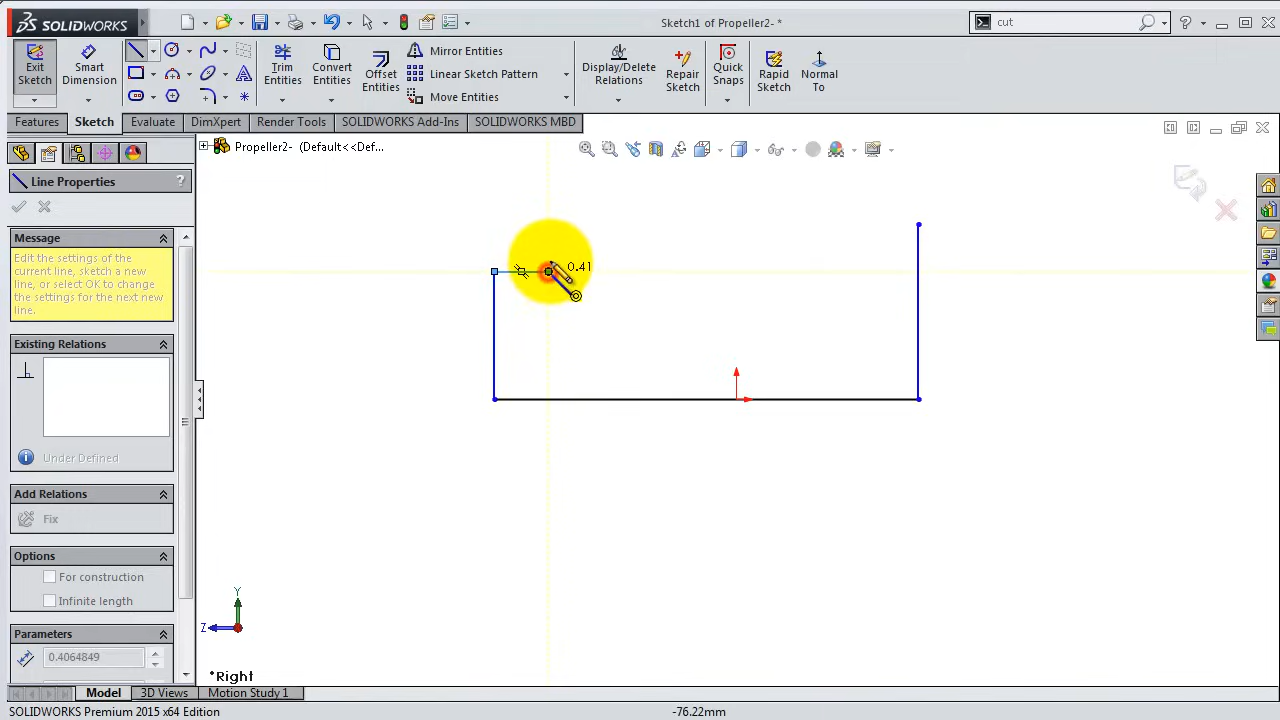 SOLIDWORKS
Sketch1 of Propeller2- *
cut
Exit Sketch
Smart Dimension
Trim Entities
Convert Entities
Offset Entities
Mirror Entities
Linear Sketch Pattern
Move Entities
Display/Delete Relations
Repair Sketch
Quick Snaps
Rapid Sketch
Normal To
Features
Sketch
Evaluate
DimXpert
Render Tools
SOLIDWORKS Add-Ins
SOLIDWORKS MBD
Propeller2- (Default<<Def...
Line Properties
?
Message
Edit the settings of the
current line, sketch a new
line, or select OK to
change the settings for the
next new line.
Existing Relations
Under Defined
Add Relations
Fix
Options
For construction
Infinite length
Parameters
0.4064849
0.41
Y
Z
*Right
Model
3D Views
Motion Study 1
SOLIDWORKS Premium 2015 x64 Edition
-76.22mm